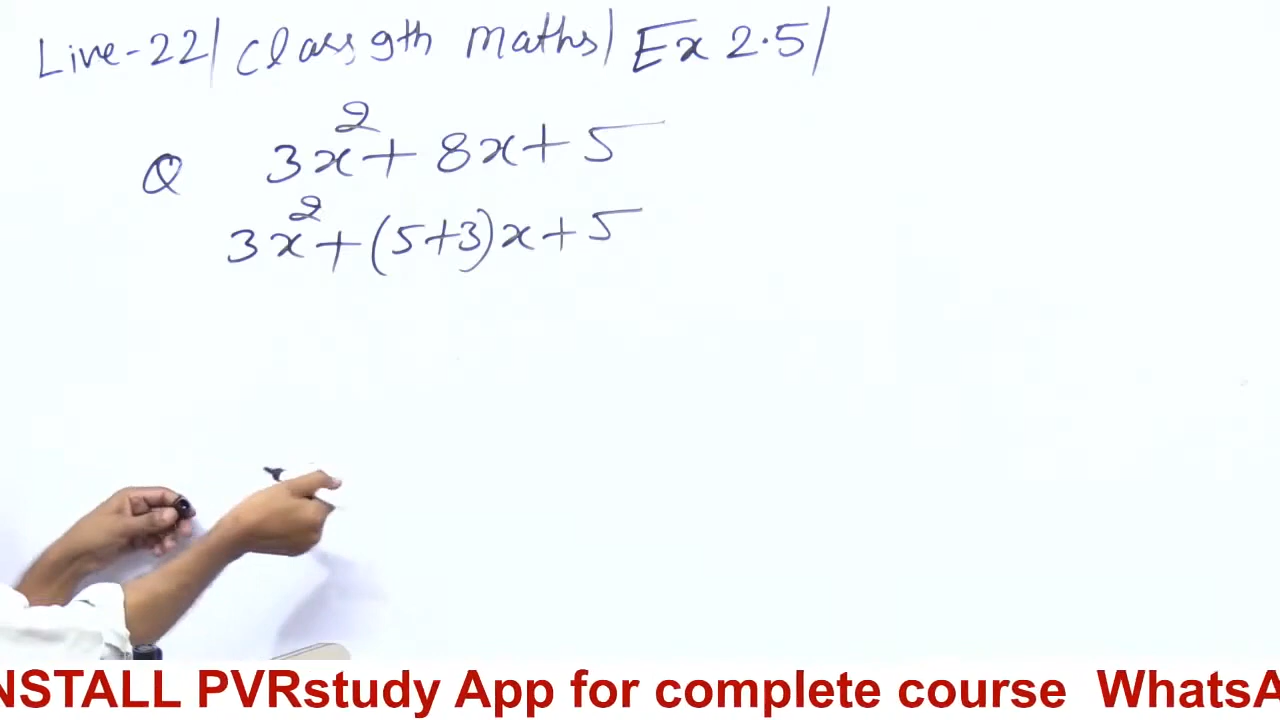 Live-22/ Class 9th maths/ Ex 2.5/
Q 3x²+ 8x+5
3x²+(5+3)x+5
NSTALL PVRstudy App for complete course WhatsA